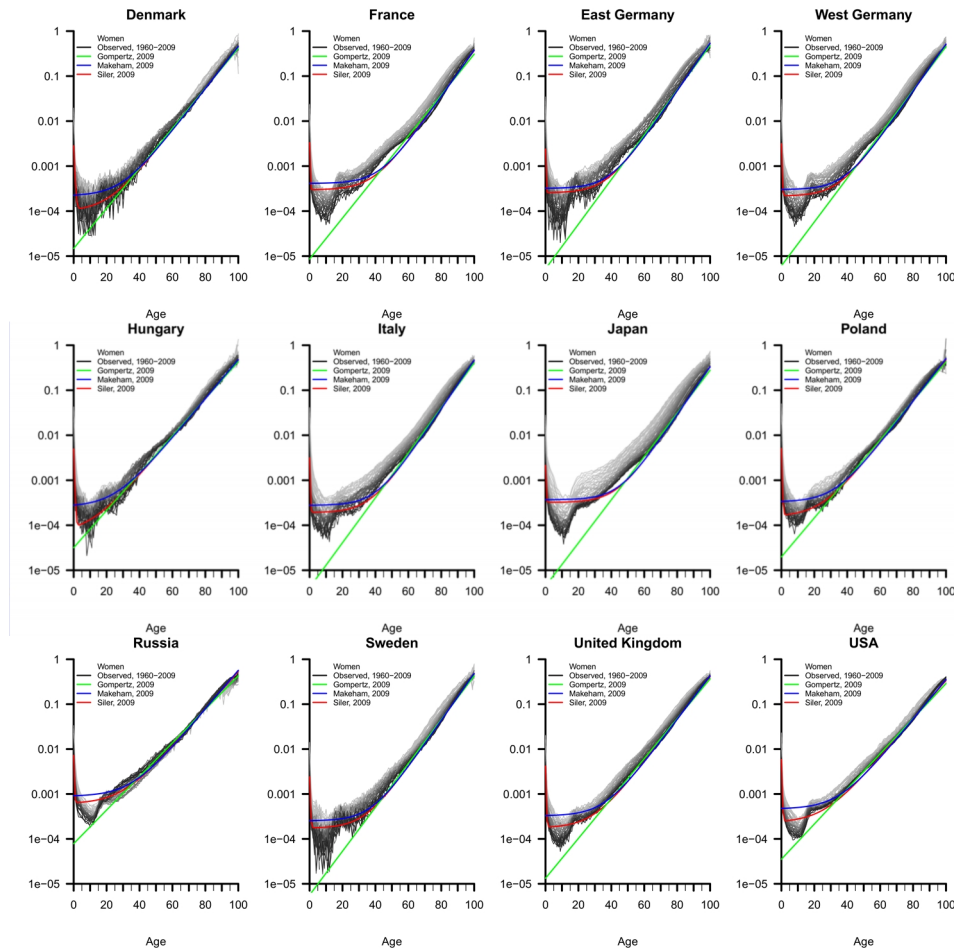 Denmark
Women
Observed, 1960−2009
Gompertz, 2009
Makeham, 2009
Siler, 2009
1
0.1
0.01
0.001
1e−04
1e−05
0 20 40 60 80 100
Age
France
Women
Observed, 1960−2009
Gompertz, 2009
Makeham, 2009
Siler, 2009
1
0.1
0.01
0.001
1e−04
1e−05
0 20 40 60 80 100
Age
East Germany
Women
Observed, 1960−2009
Gompertz, 2009
Makeham, 2009
Siler, 2009
1
0.1
0.01
0.001
1e−04
1e−05
0 20 40 60 80 100
Age
West Germany
Women
Observed, 1960−2009
Gompertz, 2009
Makeham, 2009
Siler, 2009
1
0.1
0.01
0.001
1e−04
1e−05
0 20 40 60 80 100
Age
Hungary
Women
Observed, 1960−2009
Gompertz, 2009
Makeham, 2009
Siler, 2009
1
0.1
0.01
0.001
1e−04
1e−05
0 20 40 60 80 100
Age
Italy
Women
Observed, 1960−2009
Gompertz, 2009
Makeham, 2009
Siler, 2009
1
0.1
0.01
0.001
1e−04
1e−05
0 20 40 60 80 100
Age
Japan
Women
Observed, 1960−2009
Gompertz, 2009
Makeham, 2009
Siler, 2009
1
0.1
0.01
0.001
1e−04
1e−05
0 20 40 60 80 100
Age
Poland
Women
Observed, 1960−2009
Gompertz, 2009
Makeham, 2009
Siler, 2009
1
0.1
0.01
0.001
1e−04
1e−05
0 20 40 60 80 100
Age
Russia
Women
Observed, 1960−2009
Gompertz, 2009
Makeham, 2009
Siler, 2009
1
0.1
0.01
0.001
1e−04
1e−05
0 20 40 60 80 100
Age
Sweden
Women
Observed, 1960−2009
Gompertz, 2009
Makeham, 2009
Siler, 2009
1
0.1
0.01
0.001
1e−04
1e−05
0 20 40 60 80 100
Age
United Kingdom
Women
Observed, 1960−2009
Gompertz, 2009
Makeham, 2009
Siler, 2009
1
0.1
0.01
0.001
1e−04
1e−05
0 20 40 60 80 100
Age
USA
Women
Observed, 1960−2009
Gompertz, 2009
Makeham, 2009
Siler, 2009
1
0.1
0.01
0.001
1e−04
1e−05
0 20 40 60 80 100
Age